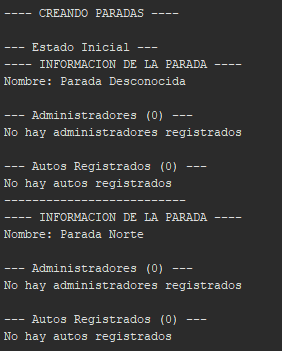 ---- CREANDO PARADAS ----
--- Estado Inicial ---
---- INFORMACION DE LA PARADA ----
Nombre: Parada Desconocida
--- Administradores (0) ---
No hay administradores registrados
--- Autos Registrados (0) ---
No hay autos registrados
--------------------------
---- INFORMACION DE LA PARADA ----
Nombre: Parada Norte
--- Administradores (0) ---
No hay administradores registrados
--- Autos Registrados (0) ---
No hay autos registrados